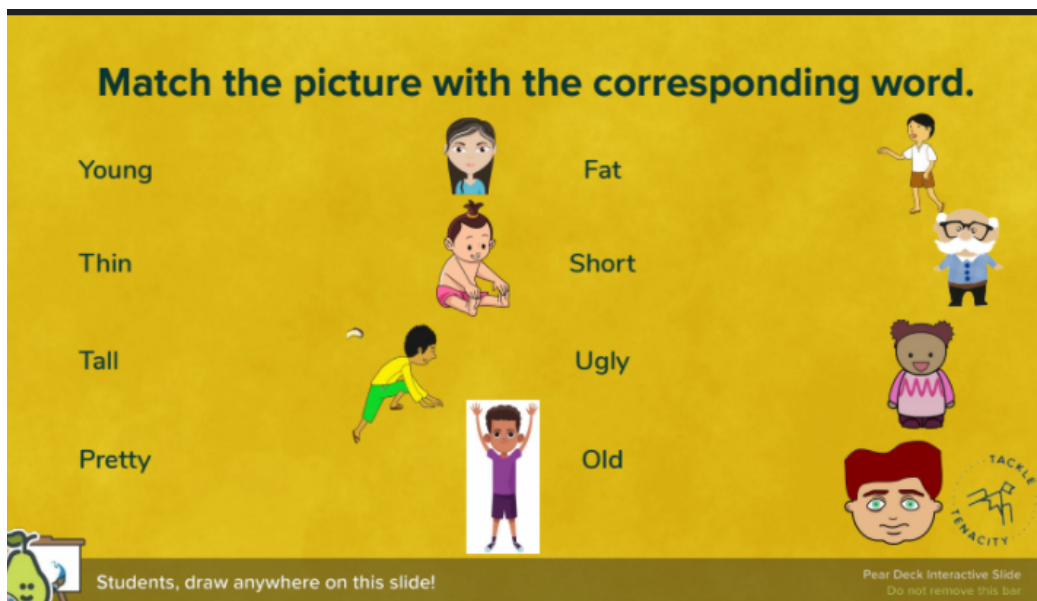 Match the picture with the corresponding word.
Young
Fat
Thin
Short
Tall
Ugly
Pretty
Old
TACKLE
TENACITY
Students, draw anywhere on this slide!
Pear Deck Interactive Slide
Do not remove this bar